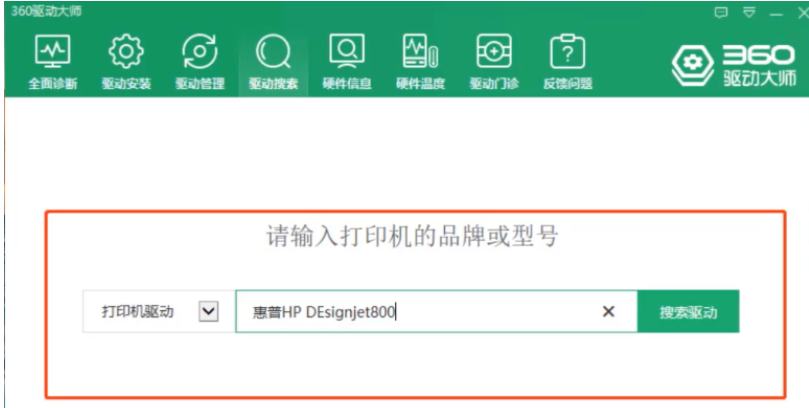 360驱动大师
全面诊断 驱动安装 驱动管理 驱动搜索 硬件信息 硬件温度 驱动门诊 反馈问题
360
驱动大师
请输入打印机的品牌或型号
打印机驱动 惠普HP DEsignjet800 搜索驱动